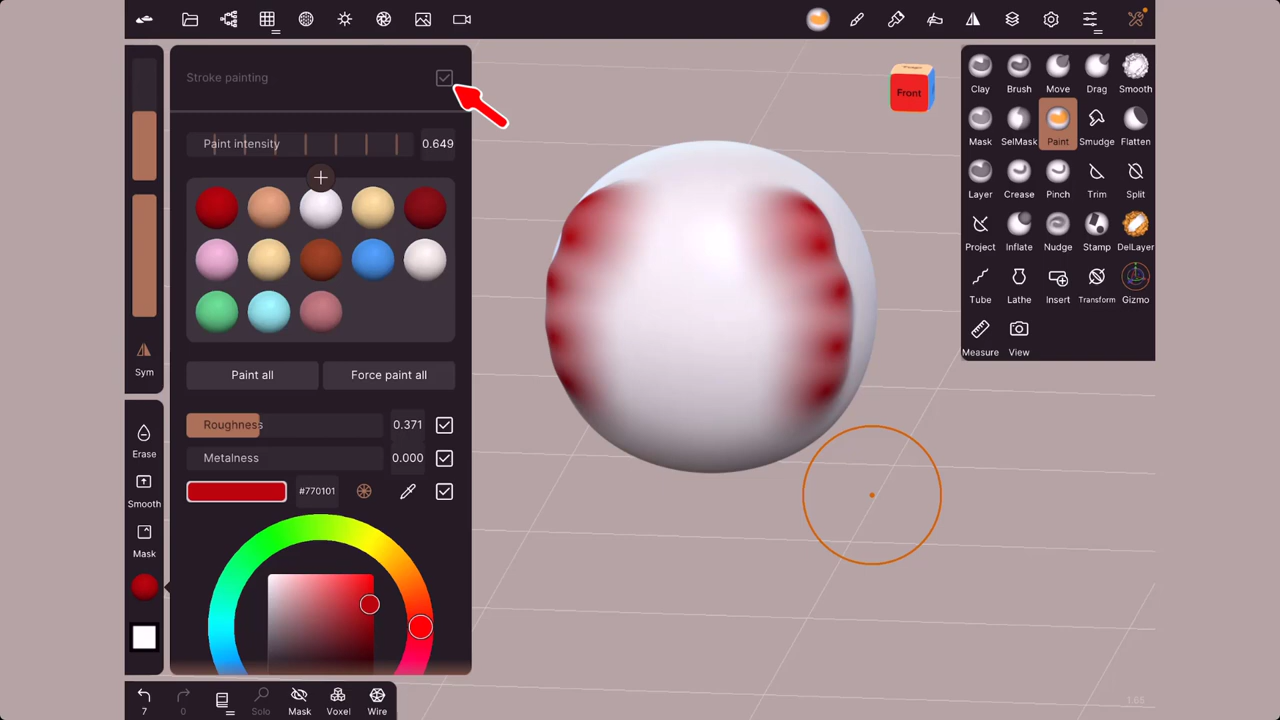 Stroke painting
Paint intensity 0.649
Paint all Force paint all
Roughness 0.371
Metalness 0.000
#770101
Sym
Erase
Smooth
Mask
7 0 Solo Mask Voxel Wire
Front
Clay Brush Move Drag Smooth
Mask SelMask Paint Smudge Flatten
Layer Crease Pinch Trim Split
Project Inflate Nudge Stamp DelLayer
Tube Lathe Insert Transform Gizmo
Measure View
1.65